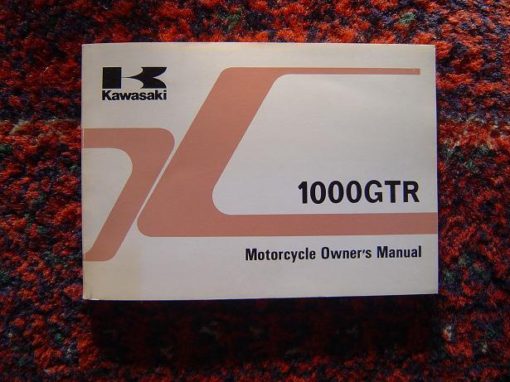 Kawasaki
1000GTR
Motorcycle Owner's Manual